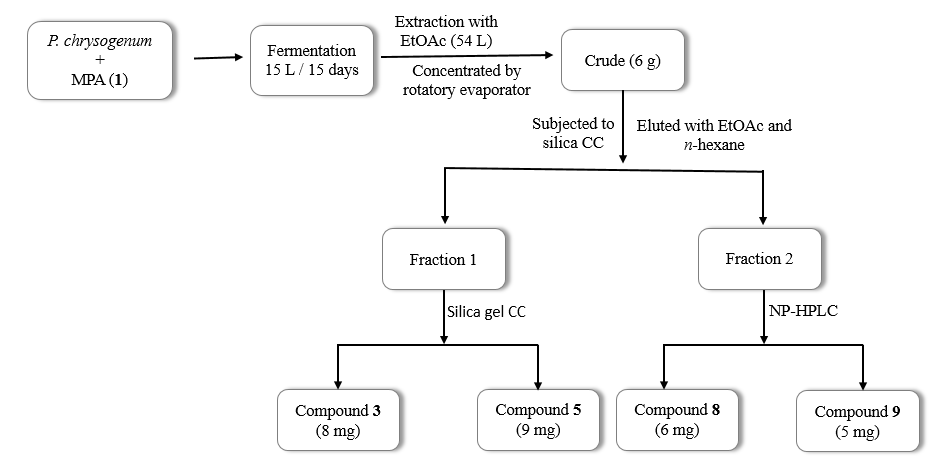 P. chrysogenum
+
MPA (1)
Fermentation
15 L / 15 days
Extraction with
EtOAc (54 L)
Concentrated by
rotatory evaporator
Crude (6 g)
Subjected to
silica CC
Eluted with EtOAc and
n-hexane
Fraction 1
Fraction 2
Silica gel CC
NP-HPLC
Compound 3
(8 mg)
Compound 5
(9 mg)
Compound 8
(6 mg)
Compound 9
(5 mg)